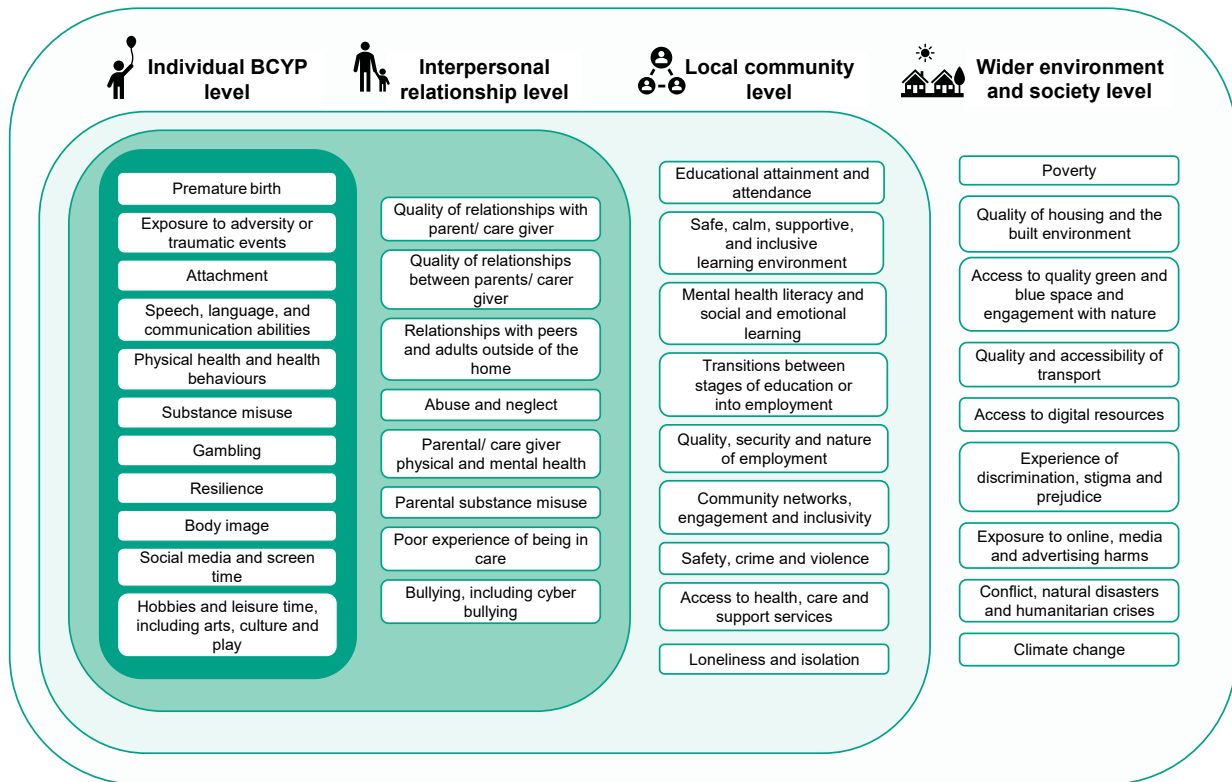 Individual BCYP
level
Interpersonal
relationship level
Local community
level
Wider environment
and society level
Premature birth
Exposure to adversity or
traumatic events
Attachment
Speech, language, and
communication abilities
Physical health and health
behaviours
Substance misuse
Gambling
Resilience
Body image
Social media and screen
time
Hobbies and leisure time,
including arts, culture and
play
Quality of relationships with
parent/ care giver
Quality of relationships
between parents/ carer
giver
Relationships with peers
and adults outside of the
home
Abuse and neglect
Parental/ care giver
physical and mental health
Parental substance misuse
Poor experience of being in
care
Bullying, including cyber
bullying
Educational attainment and
attendance
Safe, calm, supportive,
and inclusive
learning environment
Mental health literacy and
social and emotional
learning
Transitions between
stages of education or
into employment
Quality, security and nature
of employment
Community networks,
engagement and inclusivity
Safety, crime and violence
Access to health, care and
support services
Loneliness and isolation
Poverty
Quality of housing and the
built environment
Access to quality green and
blue space and
engagement with nature
Quality and accessibility of
transport
Access to digital resources
Experience of
discrimination, stigma and
prejudice
Exposure to online, media
and advertising harms
Conflict, natural disasters
and humanitarian crises
Climate change